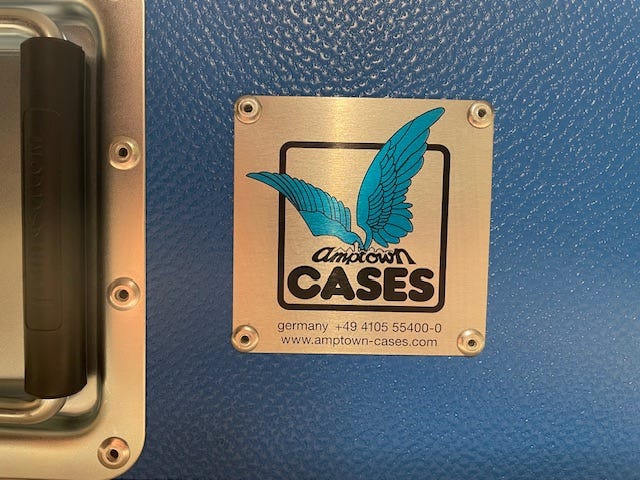 amptown
CASES
germany +49 4105 55400-0
www.amptown-cases.com